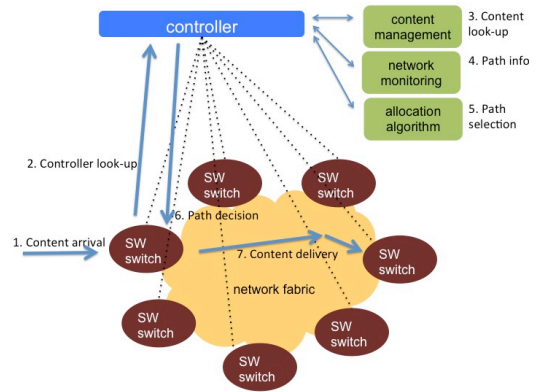 controller
content
management
3. Content
look-up
network
monitoring
4. Path info
allocation
algorithm
5. Path
selection
2. Controller look-up
SW
switch
SW
switch
6. Path decision
1. Content arrival
SW
switch
7. Content delivery
SW
switch
network fabric
SW
switch
SW
switch
SW
switch